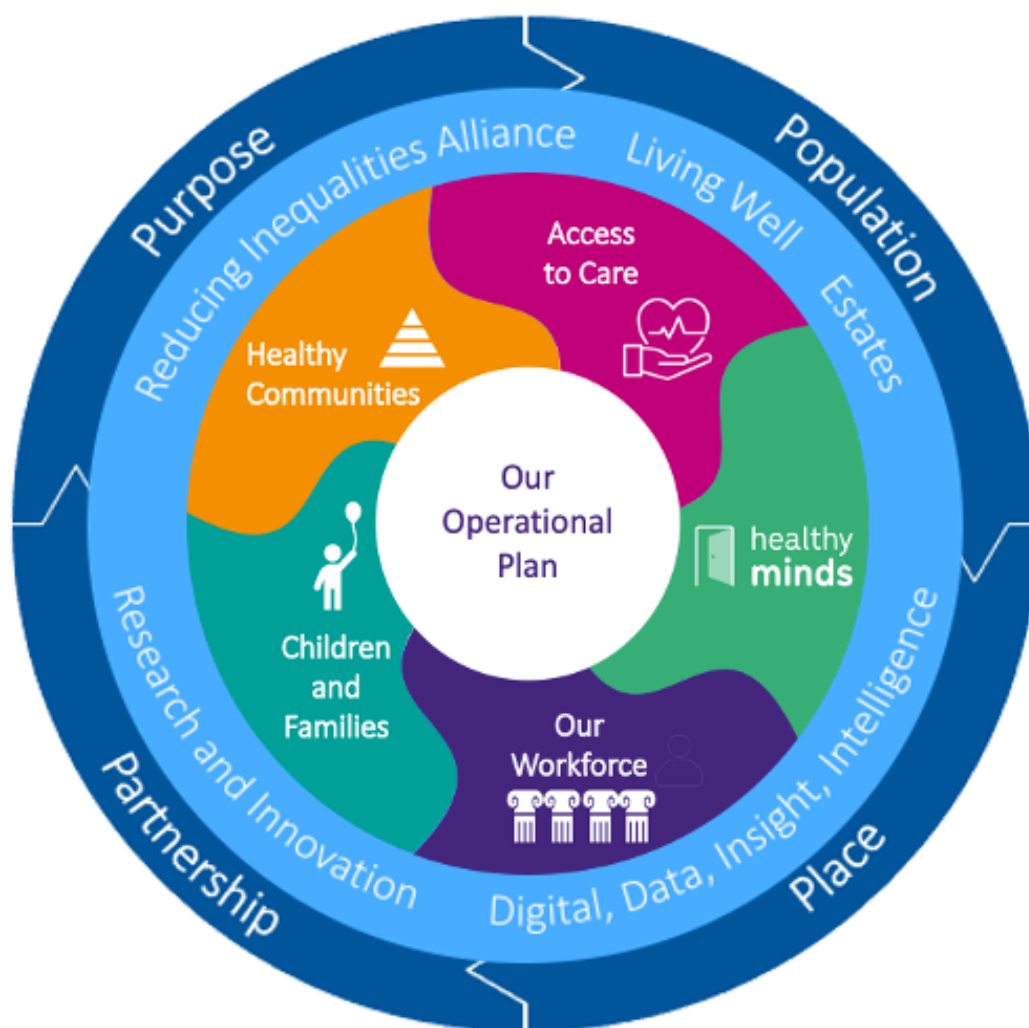 Purpose
Population
Place
Partnership
Reducing Inequalities Alliance
Living Well
Estates
Digital, Data, Insight, Intelligence
Research and Innovation
Access
to Care
healthy
minds
Our
Workforce
Children
and
Families
Healthy
Communities
Our
Operational
Plan